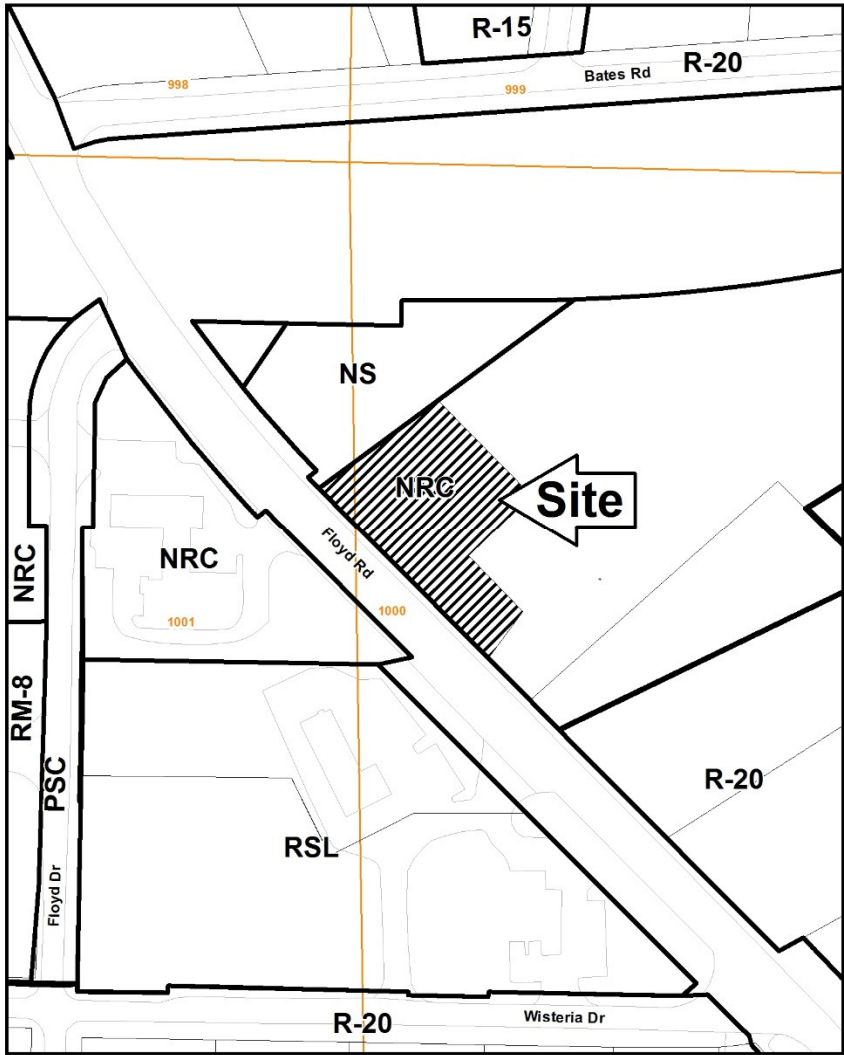 R-15
Bates Rd
R-20
998
999
NS
NRC
Site
Floyd Rd
NRC
NRC
1000
1001
RM-8
PSC
R-20
RSL
Floyd Dr
Wisteria Dr
R-20